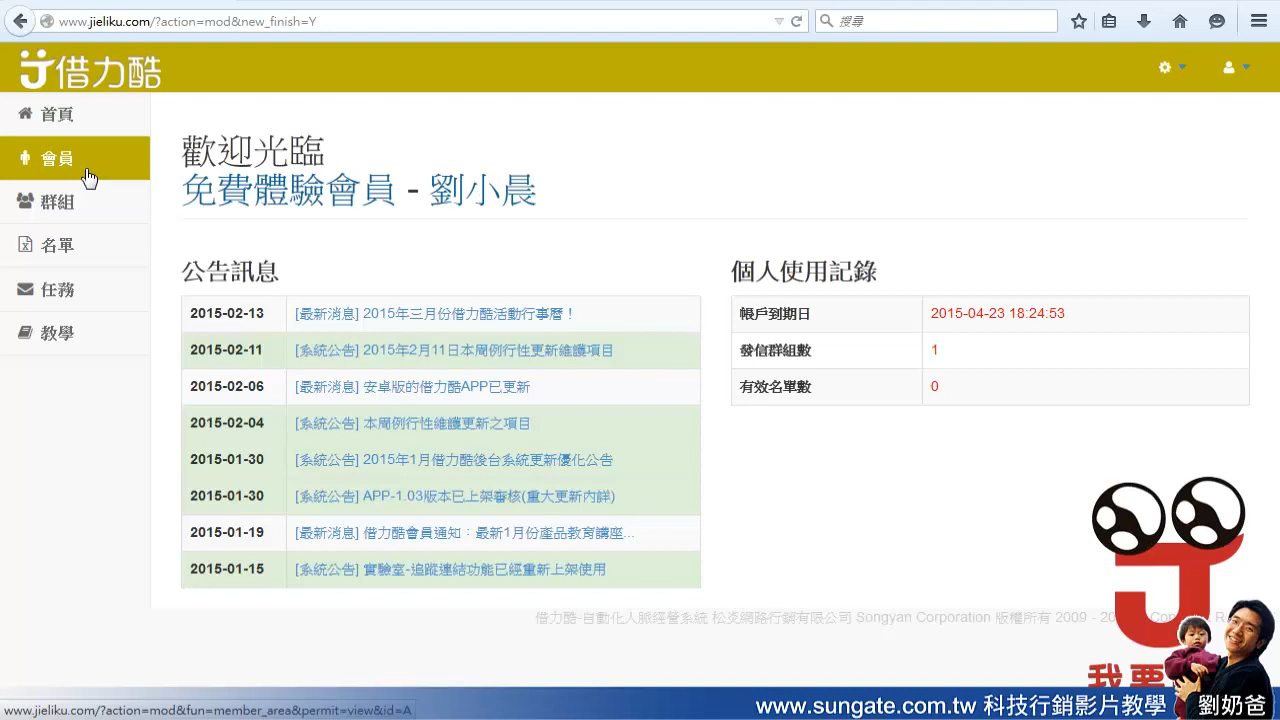 www.jieliku.com/?action=mod&new_finish=Y
搜尋
借力酷
首頁
會員
群組
名單
任務
教學
歡迎光臨
免費體驗會員 - 劉小晨
公告訊息
2015-02-13 [最新消息] 2015年三月份借力酷活動行事曆！
2015-02-11 [系統公告] 2015年2月11日本周例行性更新維護項目
2015-02-06 [最新消息] 安卓版的借力酷APP已更新
2015-02-04 [系統公告] 本周例行性維護更新之項目
2015-01-30 [系統公告] 2015年1月借力酷後台系統更新優化公告
2015-01-30 [系統公告] APP-1.03版本已上架審核(重大更新內詳)
2015-01-19 [最新消息] 借力酷會員通知：最新1月份產品教育講座...
2015-01-15 [系統公告] 實驗室-追蹤連結功能已經重新上架使用
個人使用記錄
帳戶到期日 2015-04-23 18:24:53
發信群組數 1
有效名單數 0
借力酷-自動化人脈經營系統 松炎網路行銷有限公司 Songyan Corporation 版權所有 2009 - 20
我要
www.jieliku.com/?action=mod&fun=member_area&permit=view&id=A
www.sungate.com.tw 科技行銷影片教學
劉奶爸